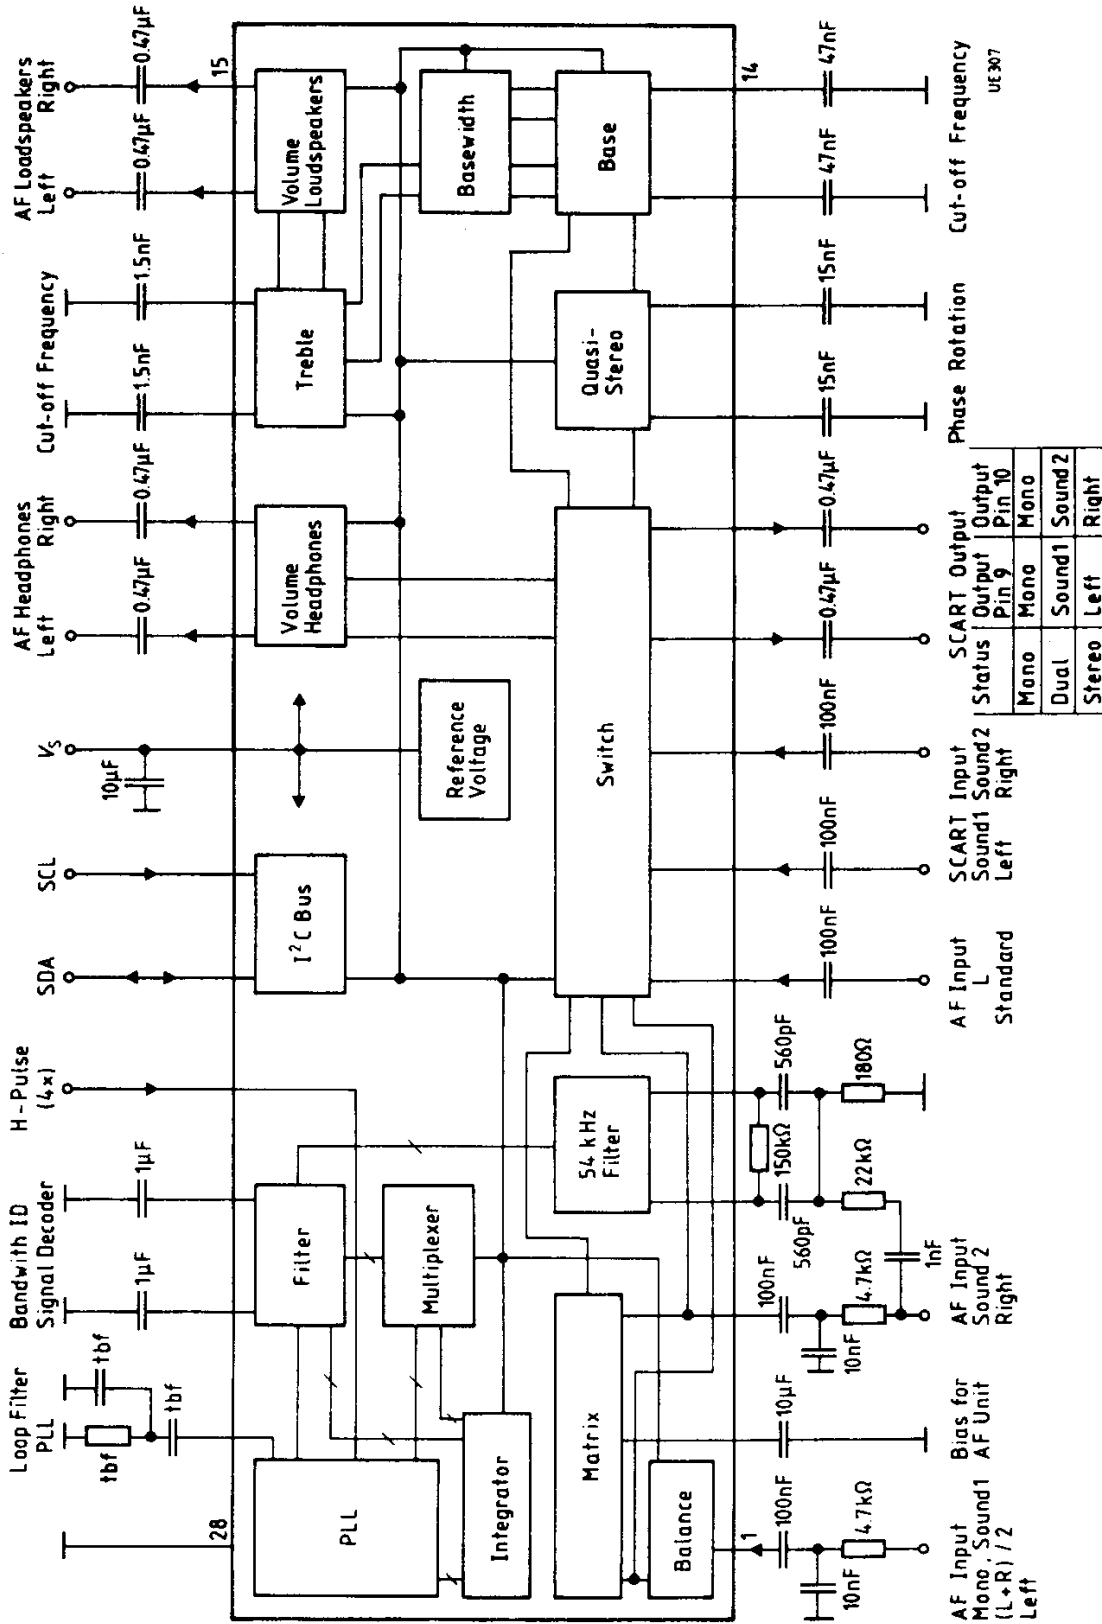 Loop Filter
PLL
Bandwith ID
Signal Decoder
H-Pulse
(4x)
SDA
SCL
VS
AF Headphones
Left
Right
Cut-off Frequency
AF Loadspeakers
Left
Right
tbf
tbf
tbf
1µF
1µF
10µF
0.47µF
0.47µF
1.5nF
1.5nF
0.47µF
0.47µF
28
15
PLL
Filter
I²C Bus
Volume
Headphones
Treble
Volume
Loudspeakers
Multiplexer
Reference
Voltage
Basewidth
Integrator
Matrix
54 kHz
Filter
Switch
Quasi-
Stereo
Base
Balance
1
14
100nF
10nF
4.7kΩ
10µF
100nF
10nF
4.7kΩ
1nF
560pF
150kΩ
560pF
22kΩ
180Ω
100nF
100nF
100nF
0.47µF
0.47µF
15nF
15nF
47nF
47nF
AF Input
Mono, Sound1
(L+R)/2
Left
Bias for
AF Unit
AF Input
Sound 2
Right
AF Input
L
Standard
SCART Input
Sound1 Sound2
Left Right
SCART Output
Status Output Output
Pin 9 Pin 10
Mono Mono Mono
Dual Sound1 Sound2
Stereo Left Right
Phase Rotation
Cut-off Frequency
UE 307